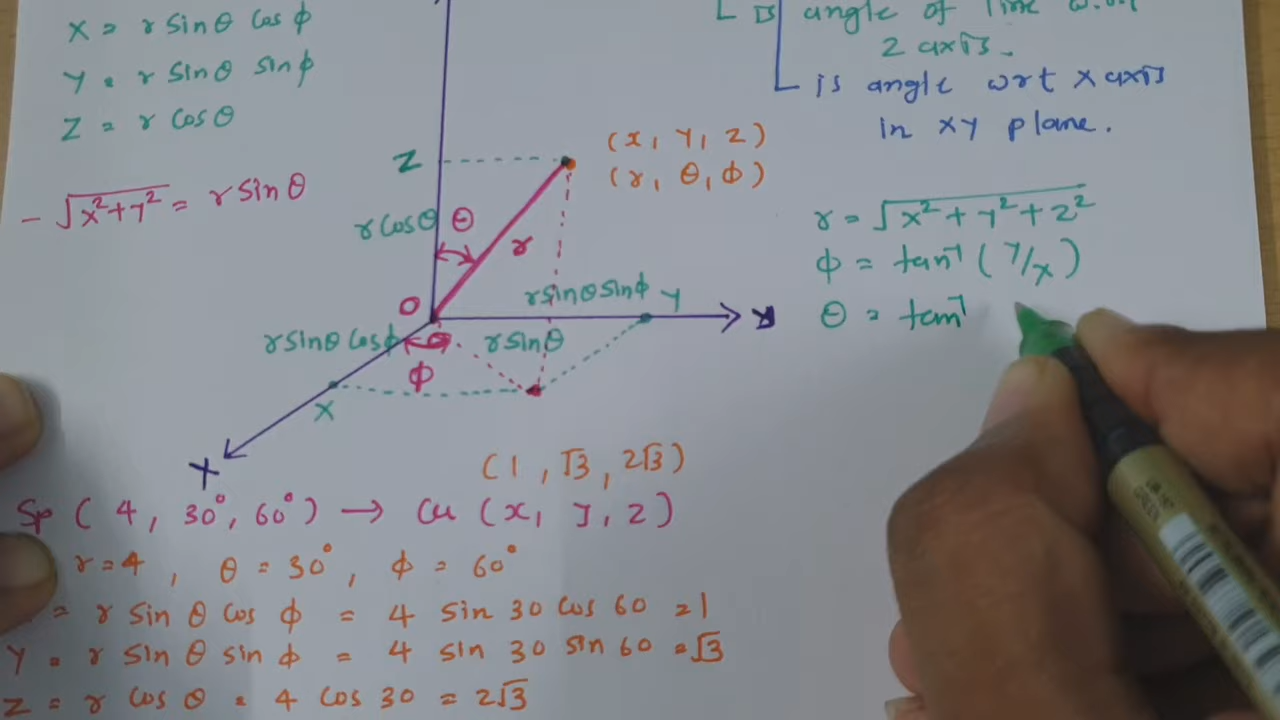 x = r sinθ cosϕ
y = r sinθ sinϕ
z = r cosθ
- √x²+y² = r sinθ
is angle of line w.r.t
z axis.
is angle wrt x axis
in xy plane.
(x, y, z)
(r, θ, ϕ)
z
r cosθ
θ
r
O
r sinθ sinϕ y
y
r sinθ cosϕ
r sinθ
ϕ
x
X
r = √x²+y²+z²
ϕ = tan⁻¹ (y/x)
θ = tan⁻¹
(1, √3, 2√3)
Sp (4, 30°, 60°) → Cu (x, y, z)
r=4, θ = 30°, ϕ = 60°
= r sinθ cosϕ = 4 sin 30 cos 60 =1
y = r sinθ sinϕ = 4 sin 30 sin 60 =√3
z = r cosθ = 4 cos 30 = 2√3